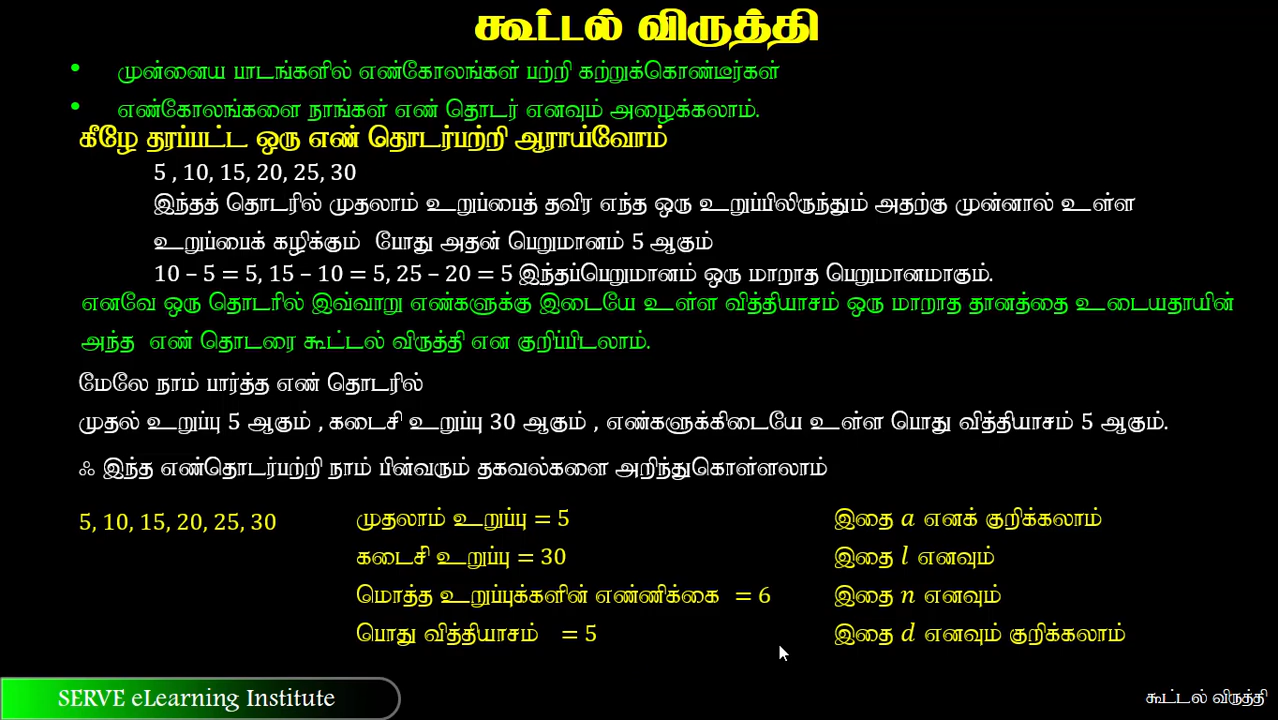 கூட்டல் விருத்தி
• முன்னைய பாடங்களில் எண்கோலங்கள் பற்றி கற்றுக்கொண்டீர்கள்
• எண்கோலங்களை நாங்கள் எண் தொடர் எனவும் அழைக்கலாம்.
கீழே தரப்பட்ட ஒரு எண் தொடர்பற்றி ஆராய்வோம்
5 , 10, 15, 20, 25, 30
இந்தத் தொடரில் முதலாம் உறுப்பைத் தவிர எந்த ஒரு உறுப்பிலிருந்தும் அதற்கு முன்னால் உள்ள
உறுப்பைக் கழிக்கும் போது அதன் பெறுமானம் 5 ஆகும்
10 – 5 = 5, 15 – 10 = 5, 25 – 20 = 5 இந்தப்பெறுமானம் ஒரு மாறாத பெறுமானமாகும்.
எனவே ஒரு தொடரில் இவ்வாறு எண்களுக்கு இடையே உள்ள வித்தியாசம் ஒரு மாறாத தானத்தை உடையதாயின்
அந்த எண் தொடரை கூட்டல் விருத்தி என குறிப்பிடலாம்.
மேலே நாம் பார்த்த எண் தொடரில்
முதல் உறுப்பு 5 ஆகும் , கடைசி உறுப்பு 30 ஆகும் , எண்களுக்கிடையே உள்ள பொது வித்தியாசம் 5 ஆகும்.
ஃ இந்த எண்தொடர்பற்றி நாம் பின்வரும் தகவல்களை அறிந்துகொள்ளலாம்
5, 10, 15, 20, 25, 30 முதலாம் உறுப்பு = 5 இதை a எனக் குறிக்கலாம்
கடைசி உறுப்பு = 30 இதை l எனவும்
மொத்த உறுப்புக்களின் எண்ணிக்கை = 6 இதை n எனவும்
பொது வித்தியாசம் = 5 இதை d எனவும் குறிக்கலாம்
SERVE eLearning Institute கூட்டல் விருத்தி